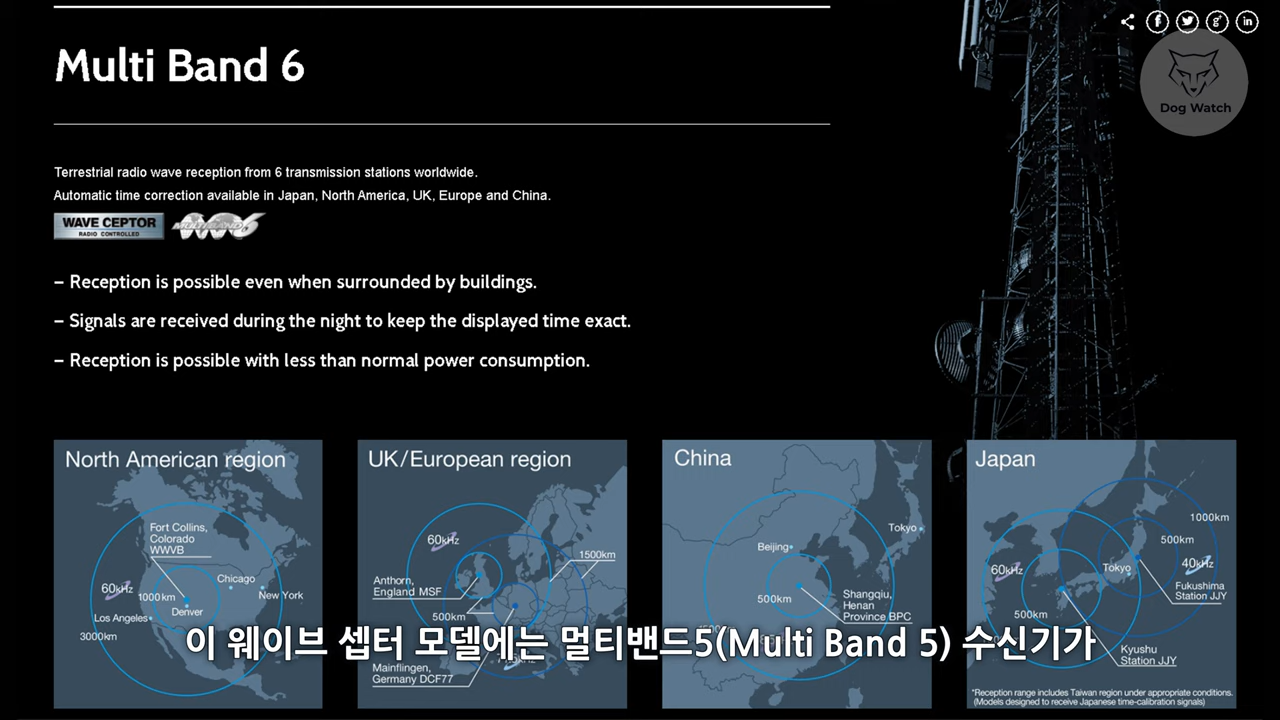 Multi Band 6
Dog Watch
Terrestrial radio wave reception from 6 transmission stations worldwide.
Automatic time correction available in Japan, North America, UK, Europe and China.
WAVE CEPTOR
RADIO CONTROLLED
MULTIBAND 6
– Reception is possible even when surrounded by buildings.
– Signals are received during the night to keep the displayed time exact.
– Reception is possible with less than normal power consumption.
North American region
Fort Collins,
Colorado
WWVB
60kHz
1000km
Chicago
New York
Denver
Los Angeles
3000km
UK/European region
60kHz
1500km
Anthorn,
England MSF
500km
Mainflingen,
Germany DCF77
China
Tokyo
Beijing
500km
Shangqiu,
Henan
Province BPC
Japan
1000km
500km
40kHz
Tokyo
60kHz
Fukushima
Station JJY
500km
Kyushu
Station JJY
*Reception range includes Taiwan region under appropriate conditions.
(Models designed to receive Japanese time-calibration signals)
이 웨이브 셉터 모델에는 멀티밴드5(Multi Band 5) 수신기가